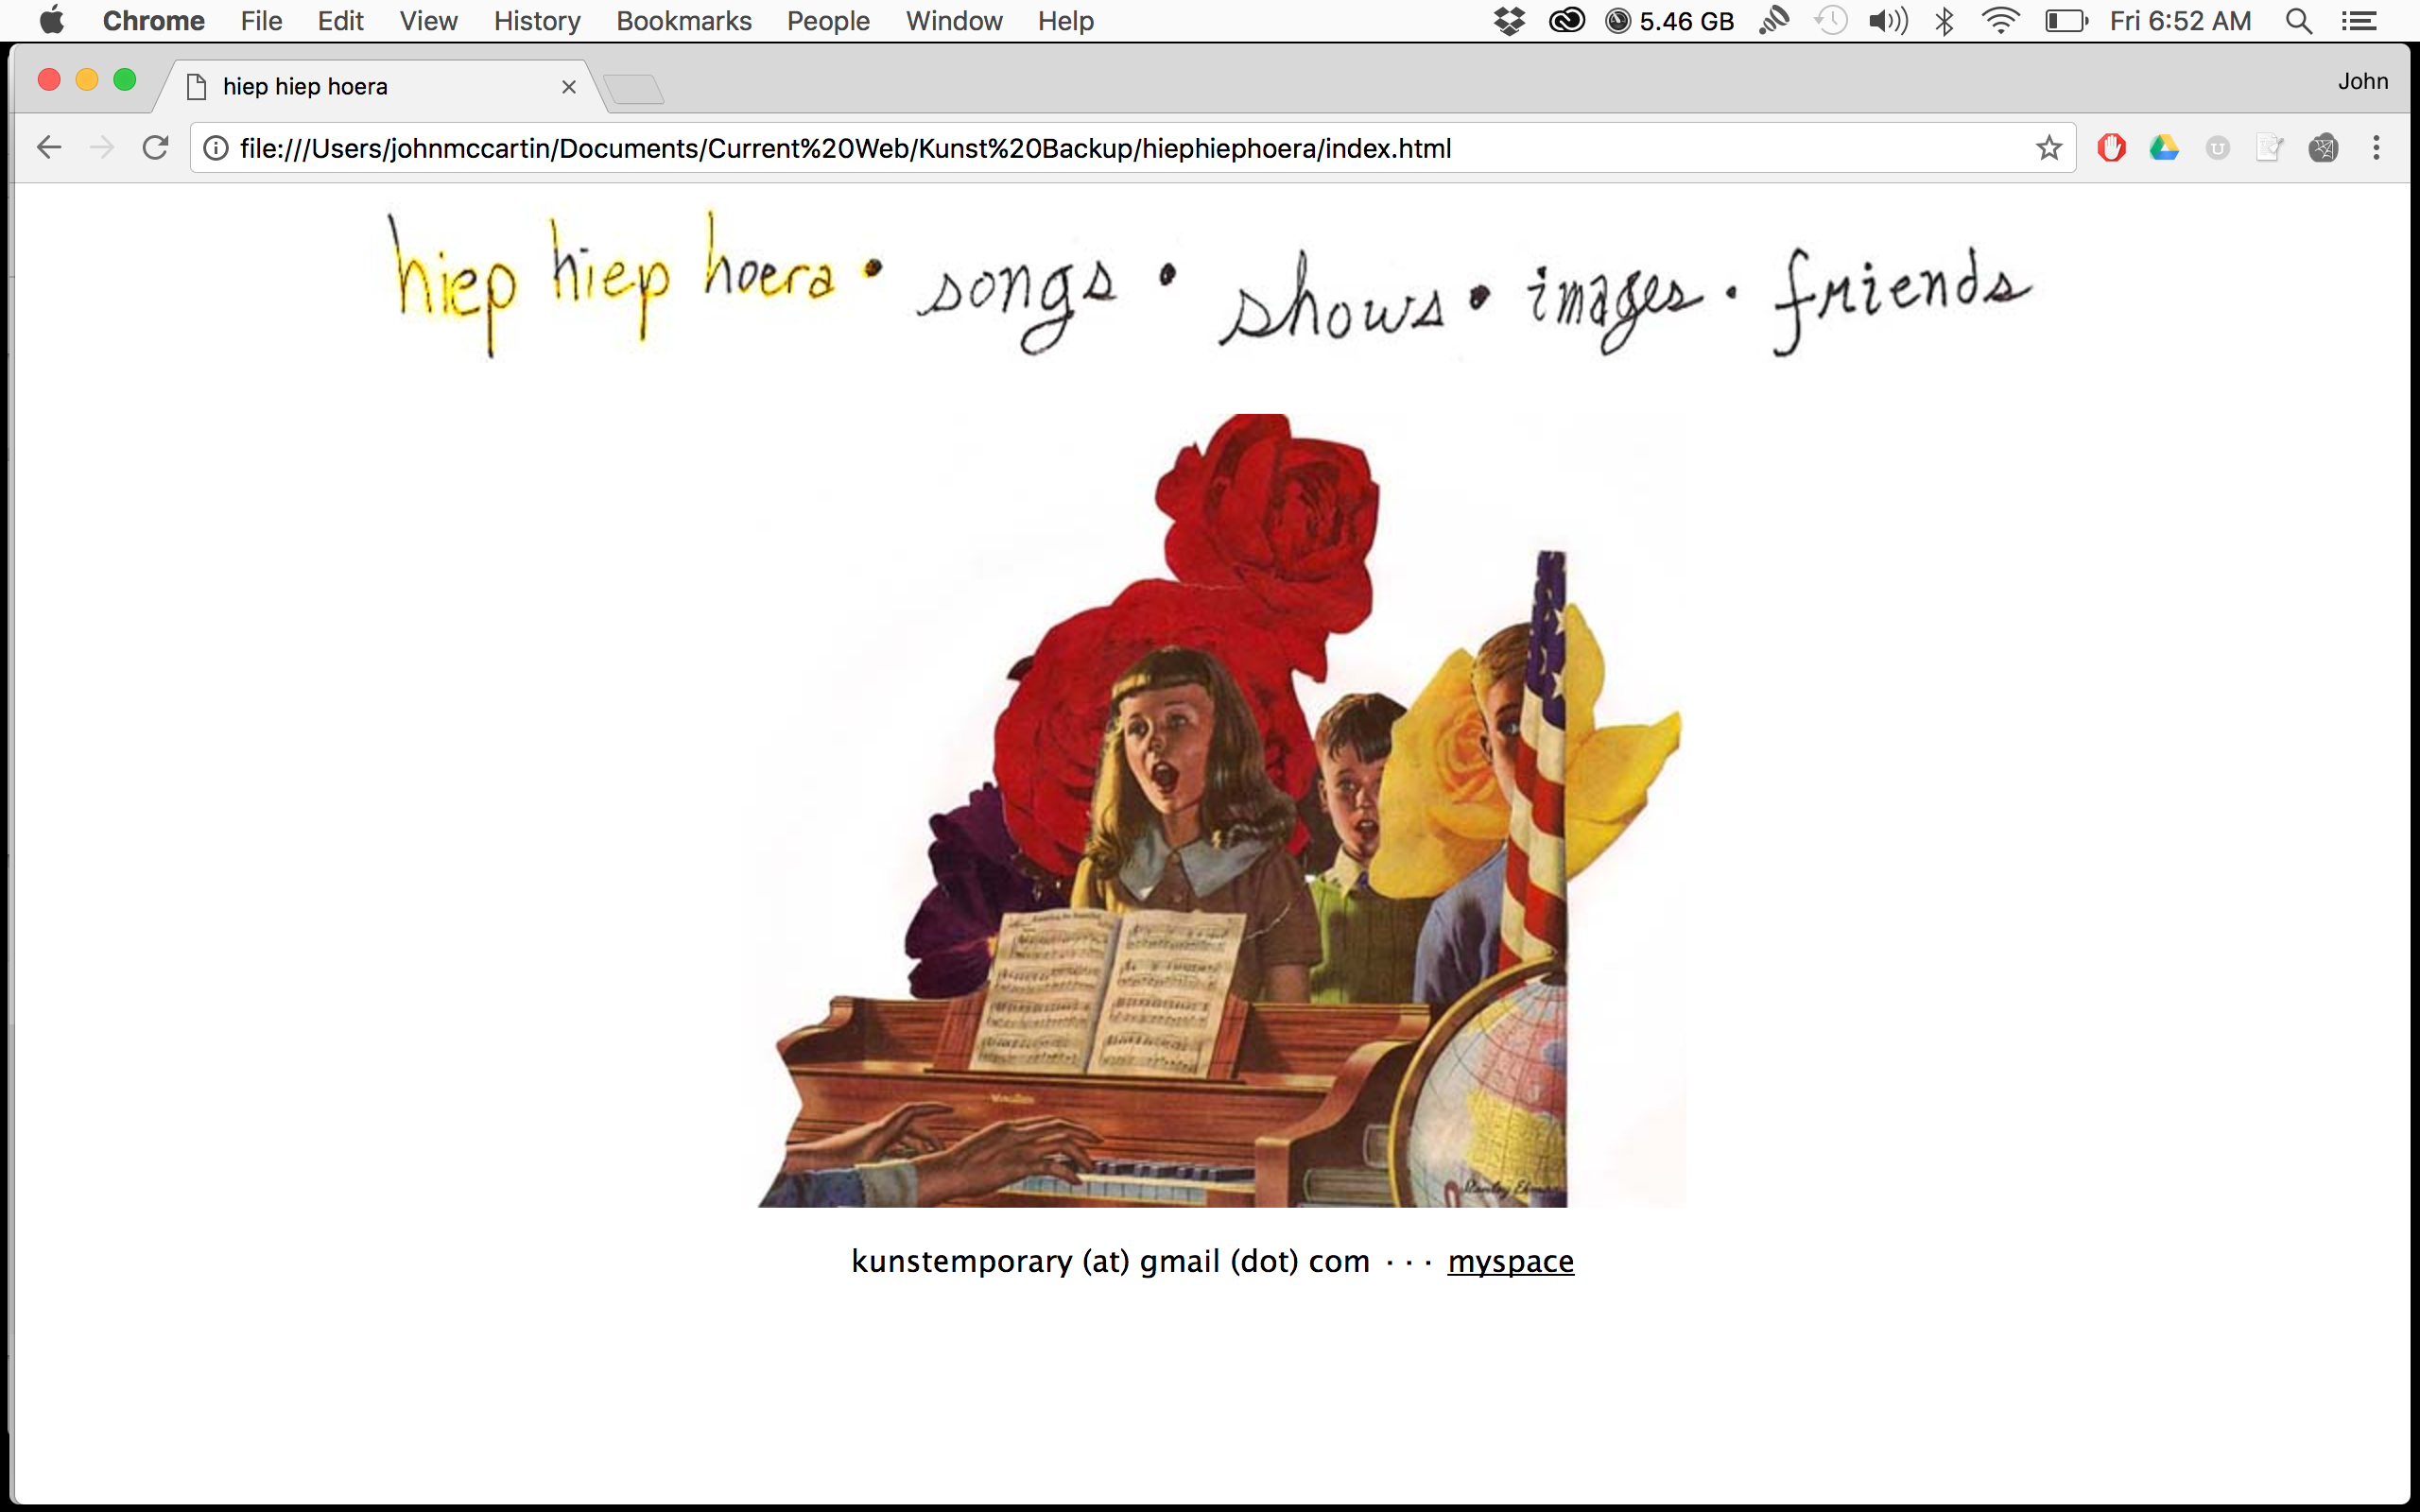 Chrome File Edit View History Bookmarks People Window Help 5.46 GB Fri 6:52 AM
hiep hiep hoera John
file:///Users/johnmccartin/Documents/Current%20Web/Kunst%20Backup/hiephiephoera/index.html
hiep hiep hoera • songs • shows • images • friends
kunstemporary (at) gmail (dot) com · · · myspace